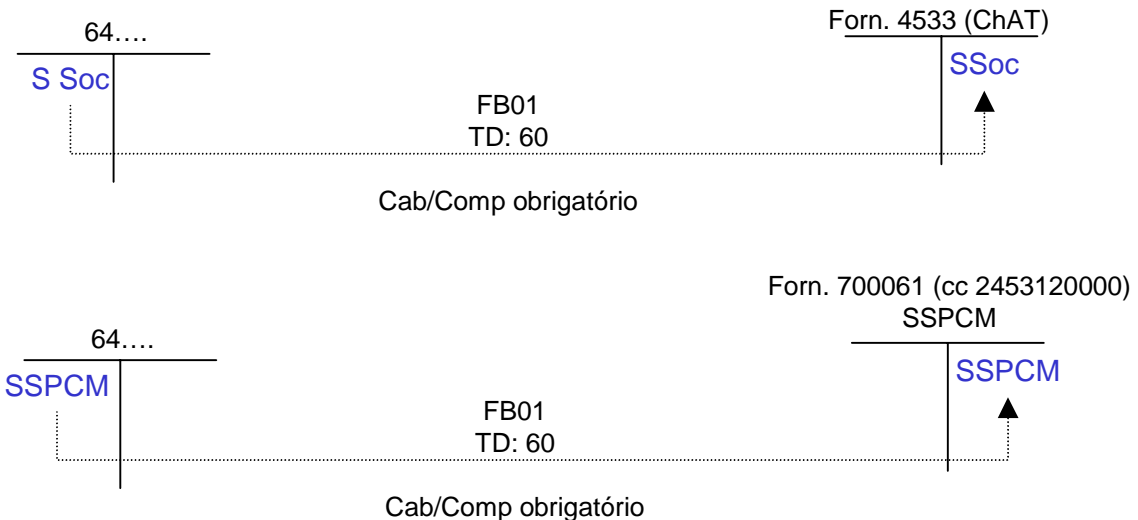 64….
Forn. 4533 (ChAT)
S Soc
SSoc
FB01
TD: 60
Cab/Comp obrigatório
Forn. 700061 (cc 2453120000)
SSPCM
64….
SSPCM
SSPCM
FB01
TD: 60
Cab/Comp obrigatório